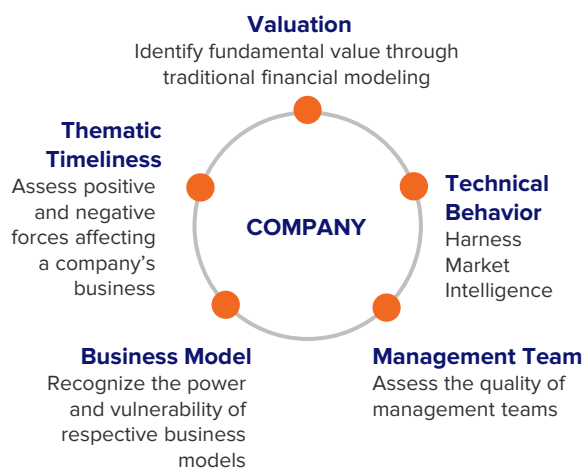 Valuation
Identify fundamental value through
traditional financial modeling
Thematic
Timeliness
Assess positive
and negative
forces affecting
a company’s
business
COMPANY
Technical
Behavior
Harness
Market
Intelligence
Business Model
Recognize the power
and vulnerability of
respective business
models
Management Team
Assess the quality of
management teams